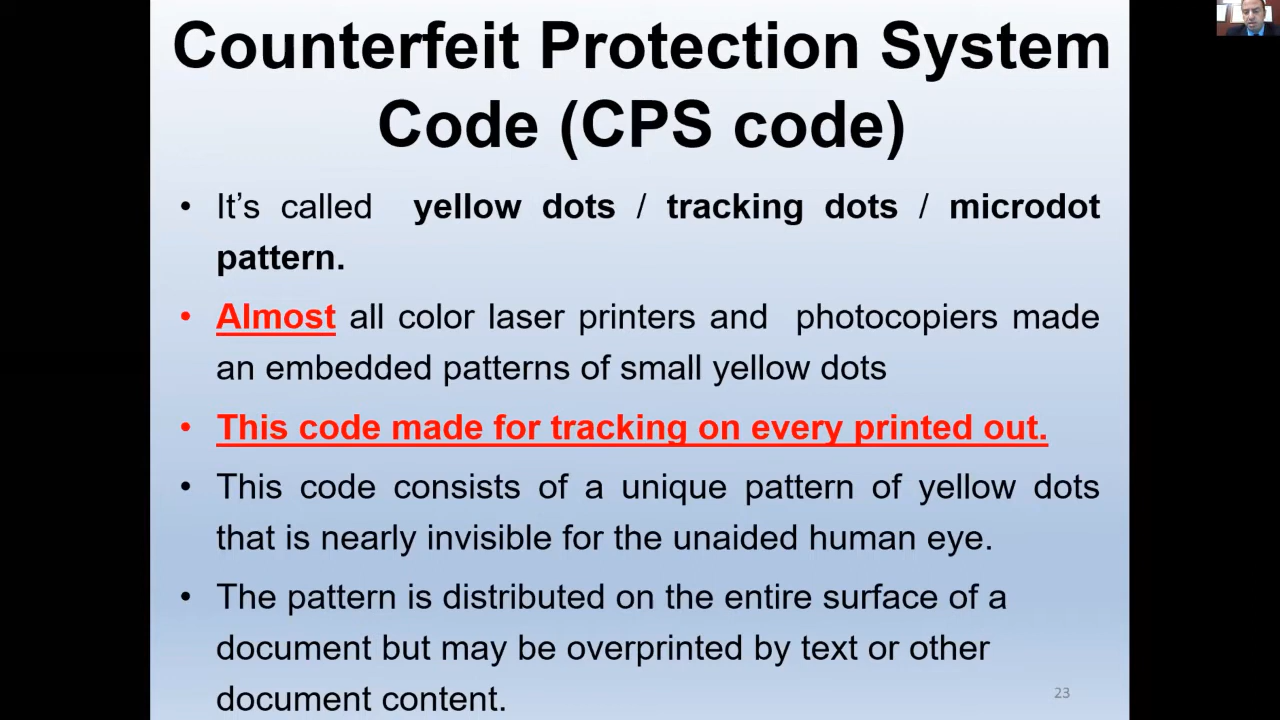 Counterfeit Protection System
Code (CPS code)
• It’s called yellow dots / tracking dots / microdot
pattern.
• Almost all color laser printers and photocopiers made
an embedded patterns of small yellow dots
• This code made for tracking on every printed out.
• This code consists of a unique pattern of yellow dots
that is nearly invisible for the unaided human eye.
• The pattern is distributed on the entire surface of a
document but may be overprinted by text or other
document content.
23